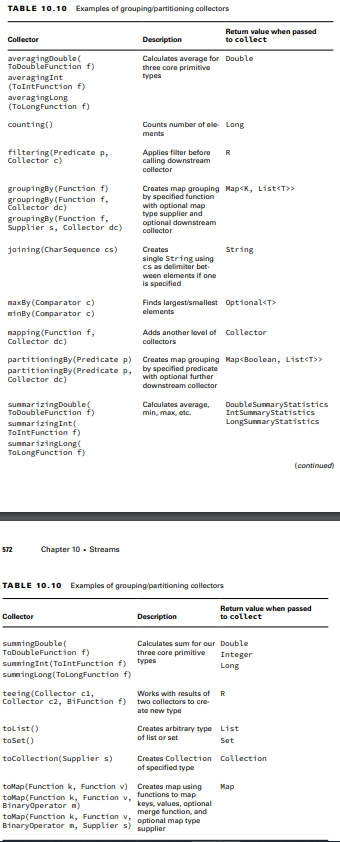 TABLE 10.10 Examples of grouping/partitioning collectors
Collector Description Return value when passed to collect
averagingDouble( Calculates average for Double
ToDoubleFunction f) three core primitive
averagingInt types
(ToIntFunction f)
averagingLong
(ToLongFunction f)
counting() Counts number of ele- Long
ments
filtering(Predicate p, Applies filter before R
Collector c) calling downstream
collector
groupingBy(Function f) Creates map grouping Map<K, List<T>>
groupingBy(Function f, by specified function
Collector dc) with optional map
groupingBy(Function f, type supplier and
Supplier s, Collector dc) optional downstream
collector
joining(CharSequence cs) Creates String
single String using
cs as delimiter bet-
ween elements if one
is specified
maxBy(Comparator c) Finds largest/smallest Optional<T>
minBy(Comparator c) elements
mapping(Function f, Adds another level of Collector
Collector dc) collectors
partitioningBy(Predicate p) Creates map grouping Map<Boolean, List<T>>
partitioningBy(Predicate p, by specified predicate
Collector dc) with optional further
downstream collector
summarizingDouble( Calculates average, DoubleSummaryStatistics
ToDoubleFunction f) min, max, etc. IntSummaryStatistics
summarizingInt( LongSummaryStatistics
ToIntFunction f)
summarizingLong(
ToLongFunction f)
(continued)
572 Chapter 10 • Streams
TABLE 10.10 Examples of grouping/partitioning collectors
Collector Description Return value when passed to collect
summingDouble( Calculates sum for our Double
ToDoubleFunction f) three core primitive Integer
summingInt(ToIntFunction f) types Long
summingLong(ToLongFunction f)
teeing(Collector c1, Works with results of R
Collector c2, BiFunction f) two collectors to cre-
ate new type
toList() Creates arbitrary type List
toSet() of list or set Set
toCollection(Supplier s) Creates Collection Collection
of specified type
toMap(Function k, Function v) Creates map using Map
toMap(Function k, Function v, functions to map
BinaryOperator m) keys, values, optional
toMap(Function k, Function v, merge function, and
BinaryOperator m, Supplier s) optional map type
supplier